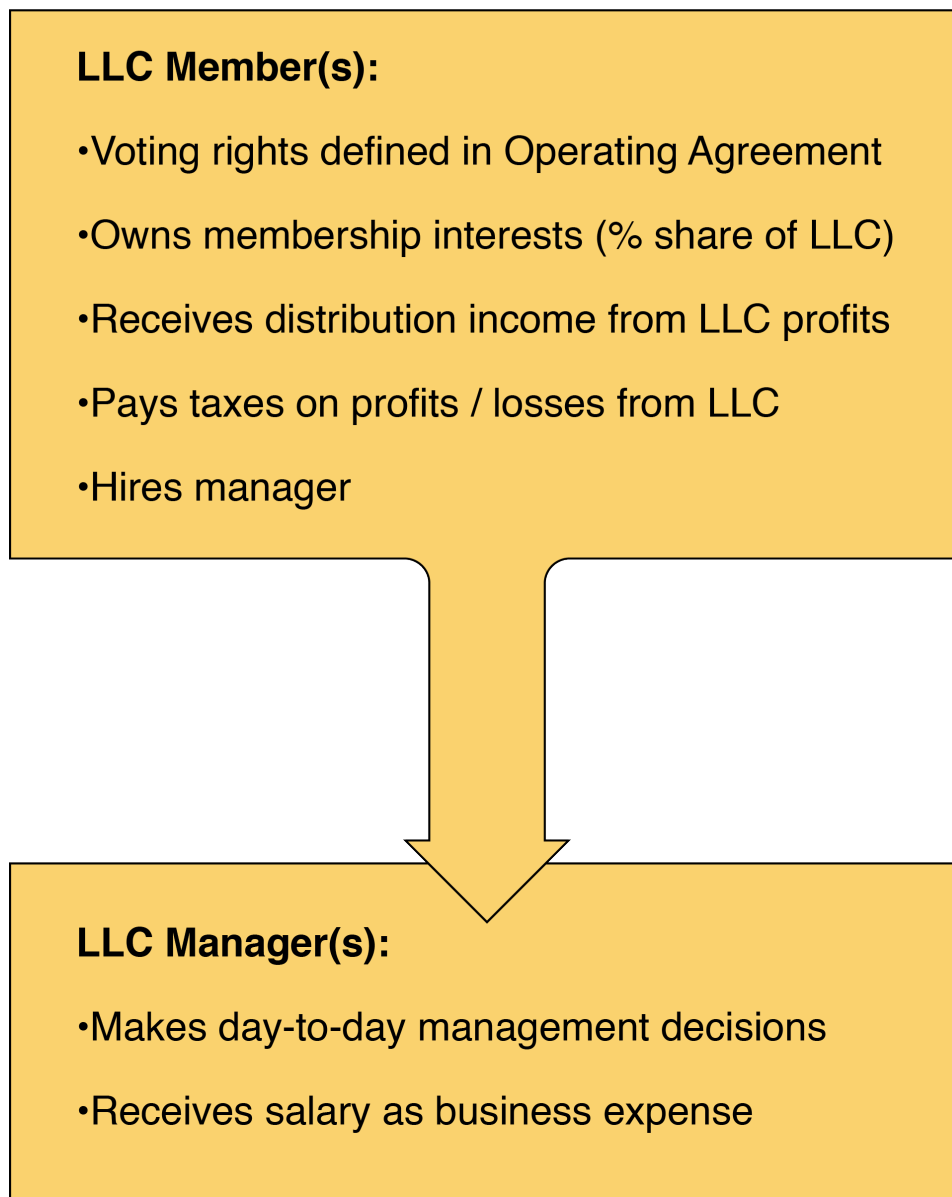 LLC Member(s):
•Voting rights defined in Operating Agreement
•Owns membership interests (% share of LLC)
•Receives distribution income from LLC profits
•Pays taxes on profits / losses from LLC
•Hires manager
LLC Manager(s):
•Makes day-to-day management decisions
•Receives salary as business expense